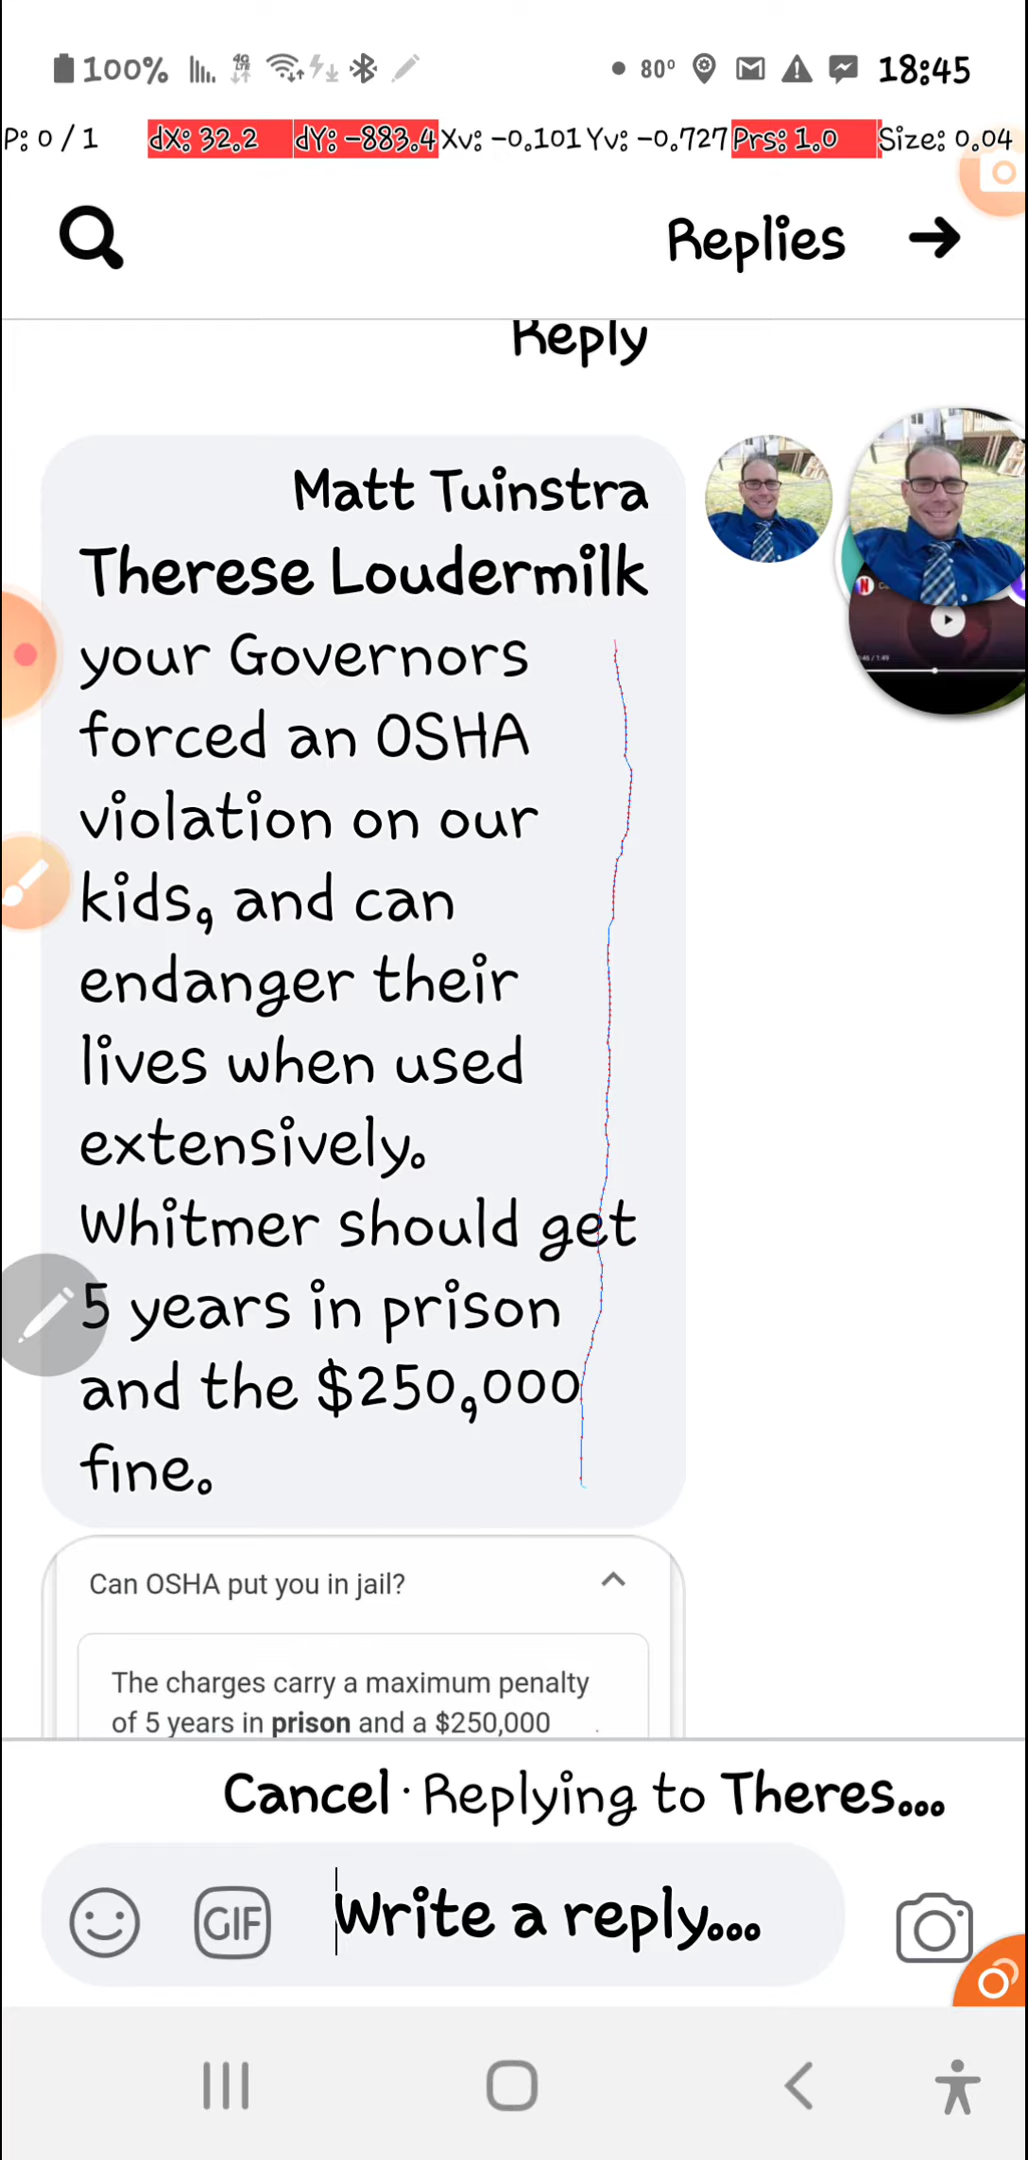 100% 4G LTE 80° 18:45
P: 0 / 1 dX: 32.2 dY: -883.4 Xv: -0.101 Yv: -0.727 Prs: 1.0 Size: 0.04
Replies
Reply
Matt Tuinstra
Therese Loudermilk
your Governors
forced an OSHA
violation on our
kids, and can
endanger their
lives when used
extensively.
Whitmer should get
5 years in prison
and the $250,000
fine.
Can OSHA put you in jail?
The charges carry a maximum penalty
of 5 years in prison and a $250,000
Cancel · Replying to Theres...
GIF Write a reply...